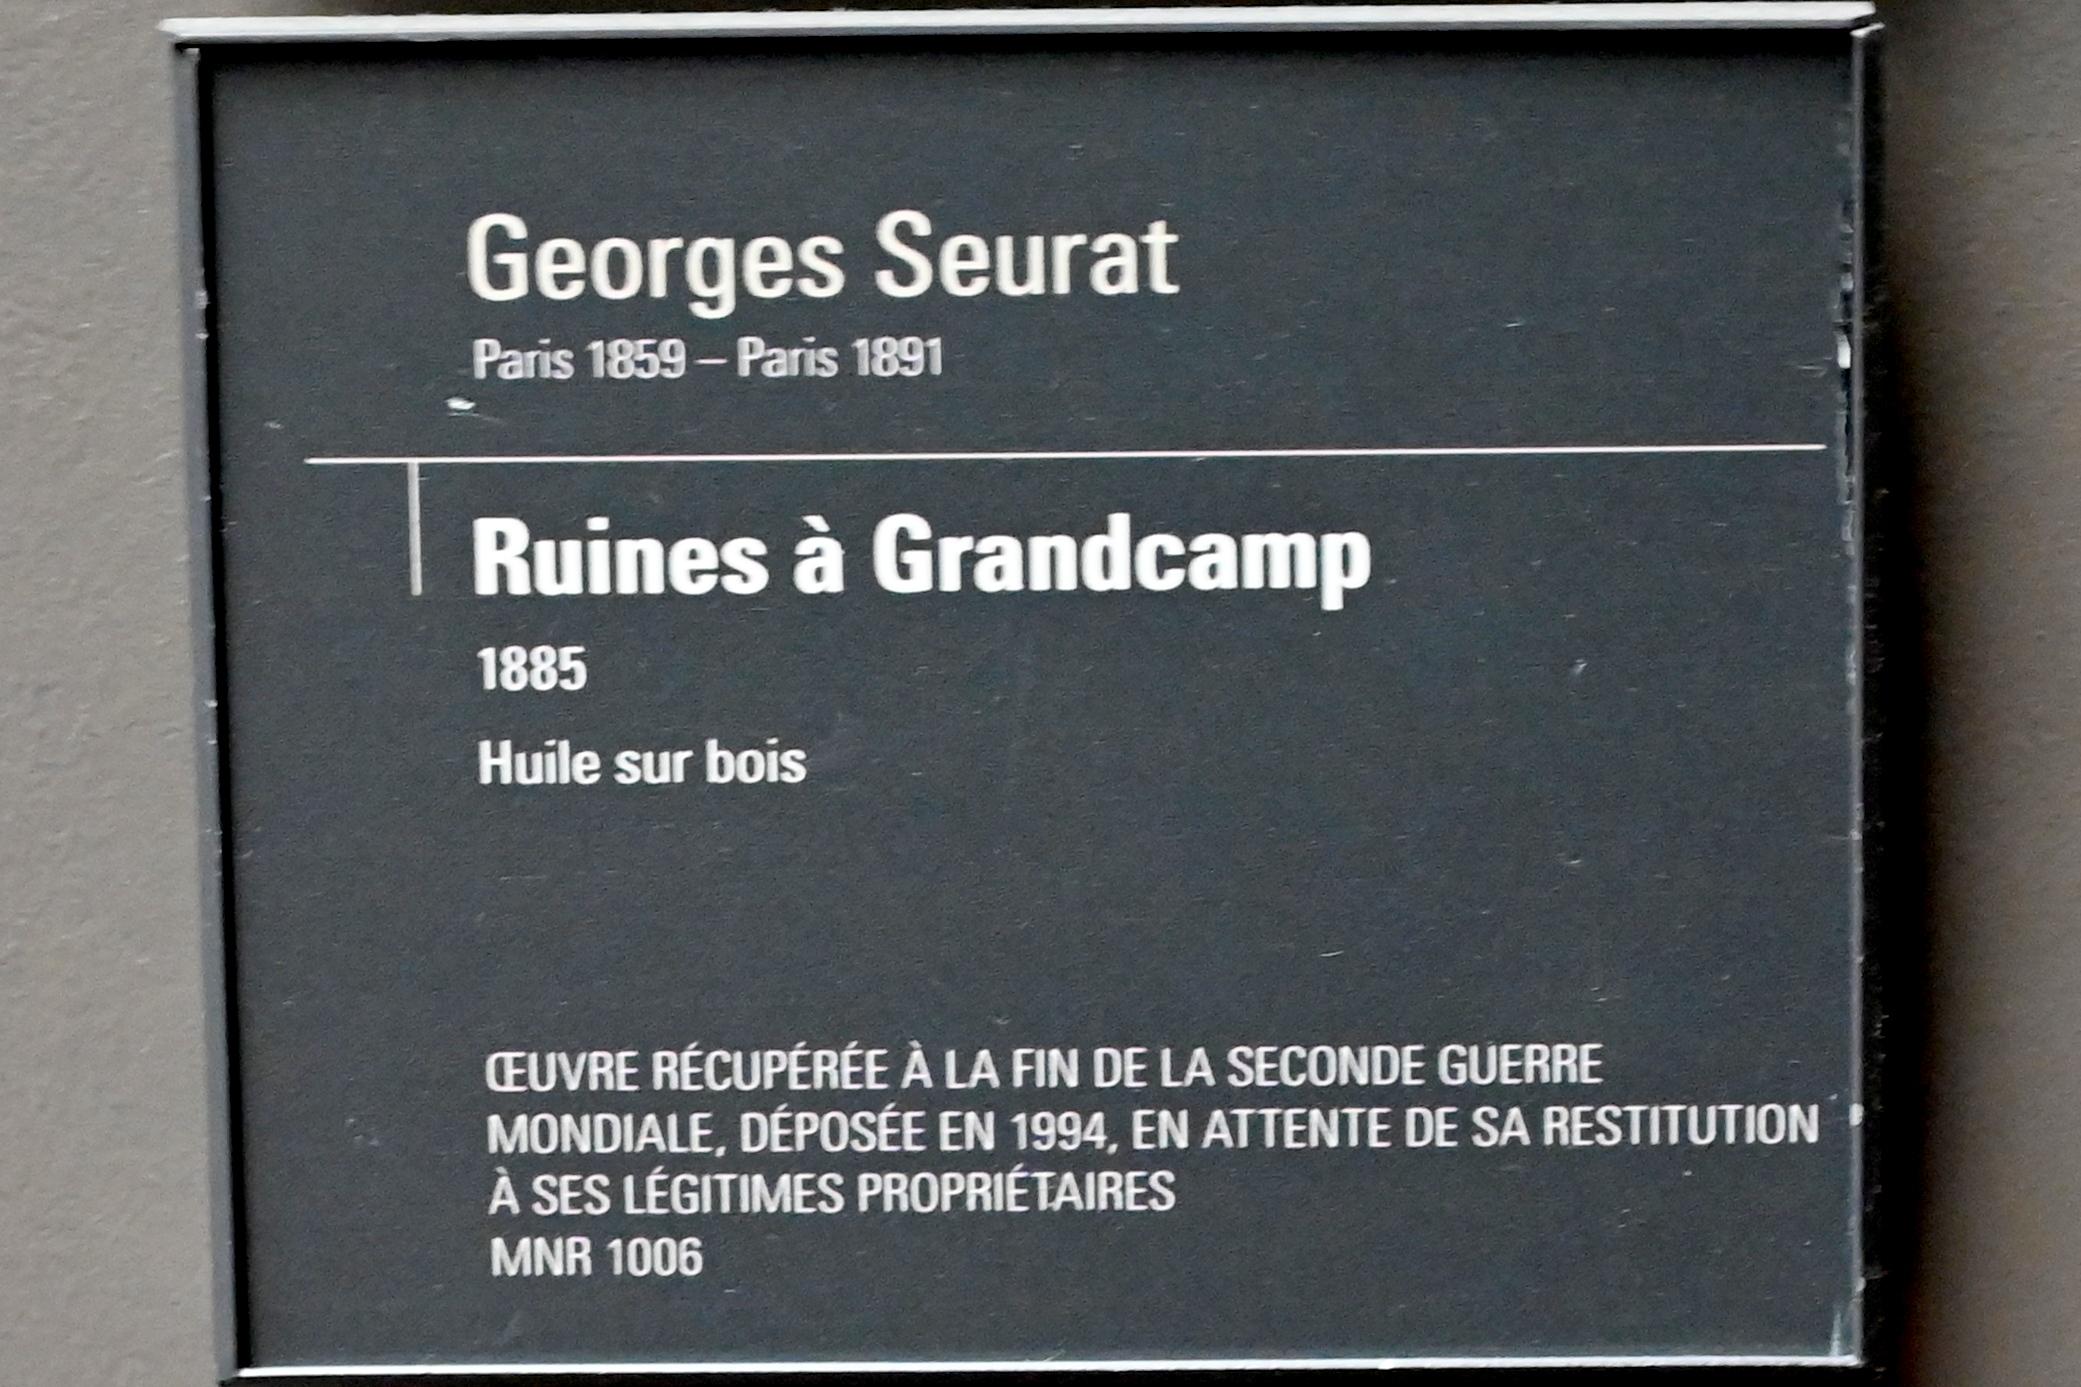 Georges Seurat
Paris 1859 – Paris 1891
Ruines à Grandcamp
1885
Huile sur bois
ŒUVRE RÉCUPÉRÉE À LA FIN DE LA SECONDE GUERRE
MONDIALE, DÉPOSÉE EN 1994, EN ATTENTE DE SA RESTITUTION
À SES LÉGITIMES PROPRIÉTAIRES
MNR 1006